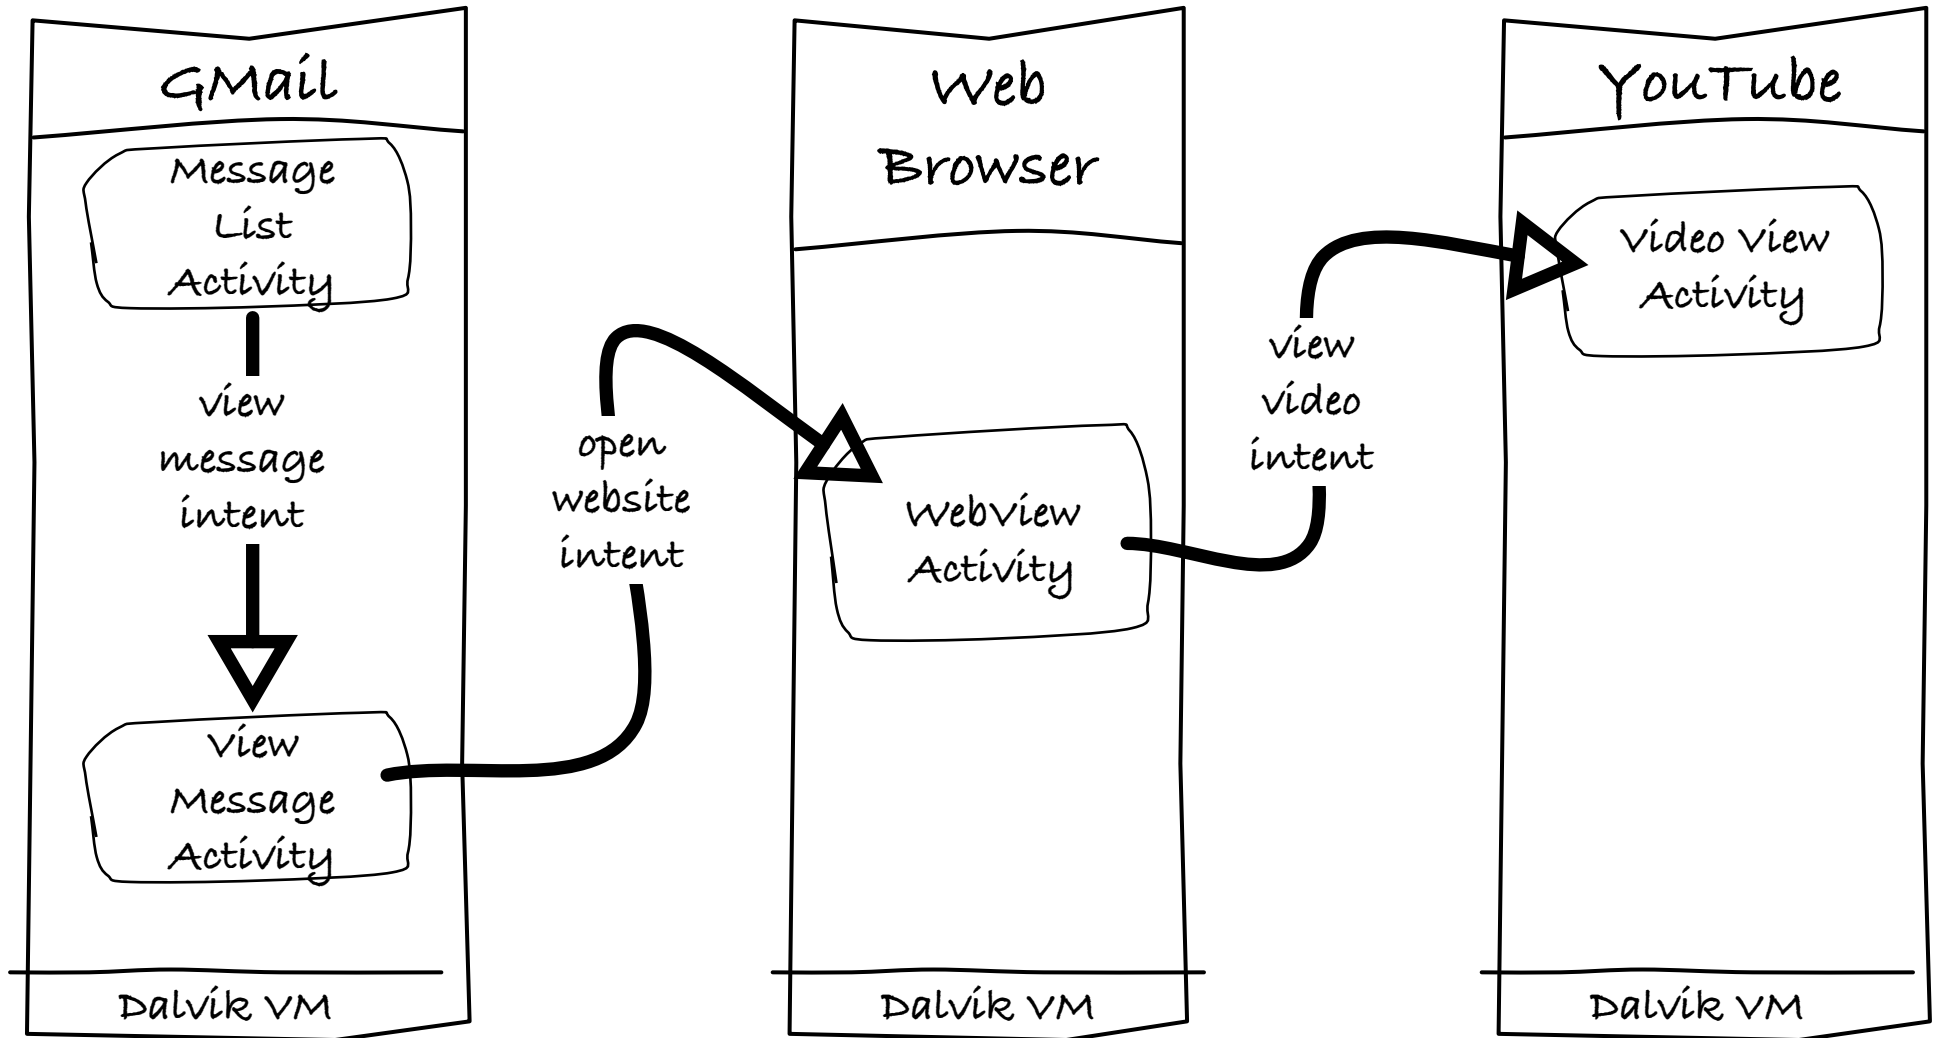 GMail
Message
List
Activity
view
message
intent
View
Message
Activity
Dalvik VM
open
website
intent
Web
Browser
WebView
Activity
Dalvik VM
view
video
intent
YouTube
Video View
Activity
Dalvik VM